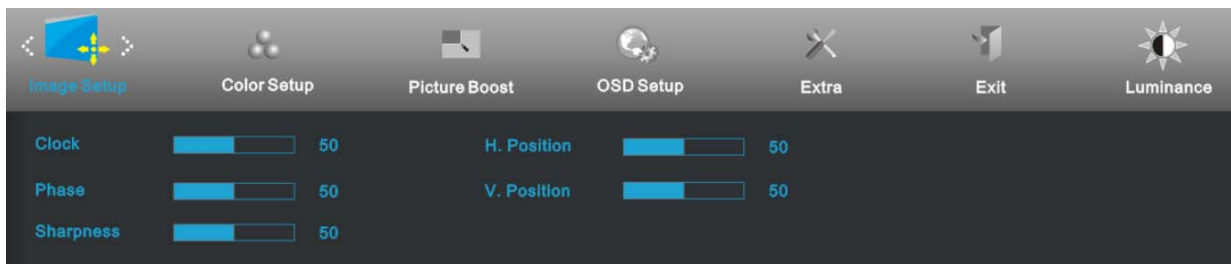 Image Setup Color Setup Picture Boost OSD Setup Extra Exit Luminance
Clock 50 H. Position 50
Phase 50 V. Position 50
Sharpness 50